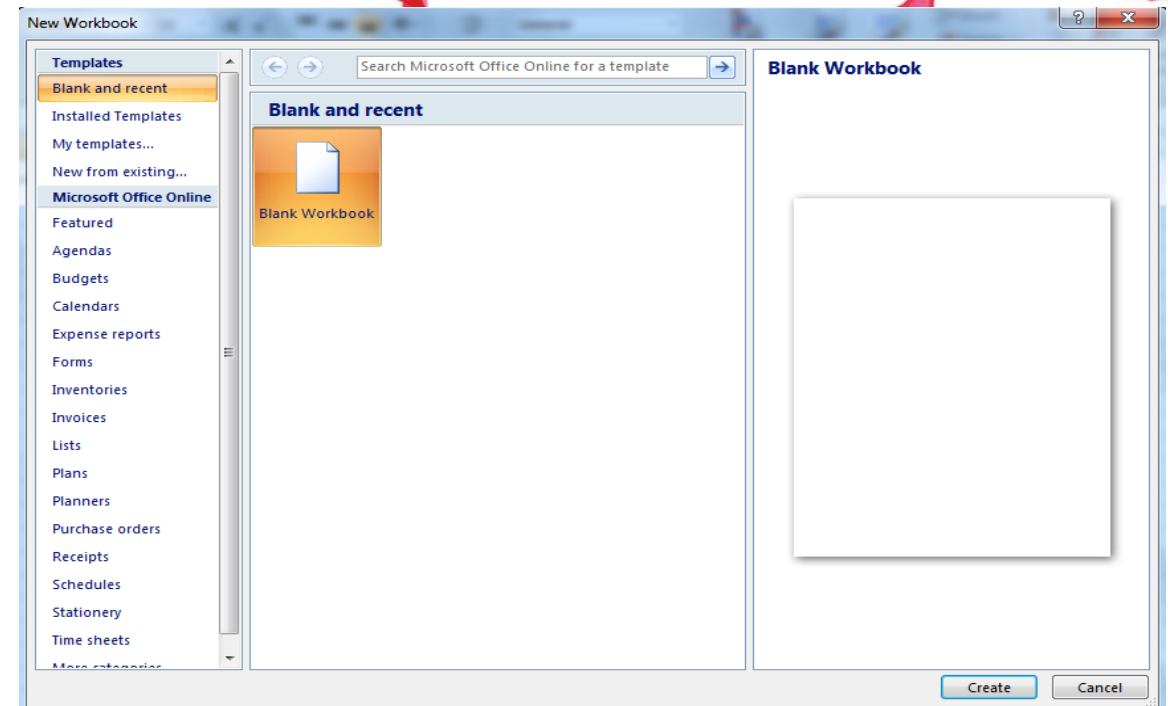 New Workbook
?
Templates
Blank and recent
Installed Templates
My templates...
New from existing...
Microsoft Office Online
Featured
Agendas
Budgets
Calendars
Expense reports
Forms
Inventories
Invoices
Lists
Plans
Planners
Purchase orders
Receipts
Schedules
Stationery
Time sheets
More categories
Search Microsoft Office Online for a template
Blank and recent
Blank Workbook
Blank Workbook
Create
Cancel